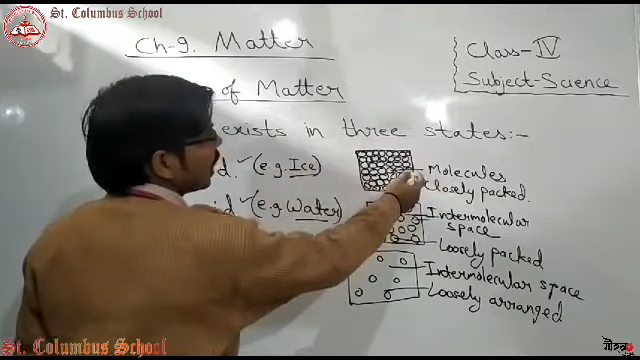 St. Columbus School
Ch-9. Matter
Class-IV
Subject-Science
of Matter
exists in three states:-
d. ✓ (e.g. Ice)
Molecules
closely packed.
id ✓ (e.g Water)
Intermolecular
space
Loosely packed
Intermolecular space
Loosely arranged
St. Columbus School